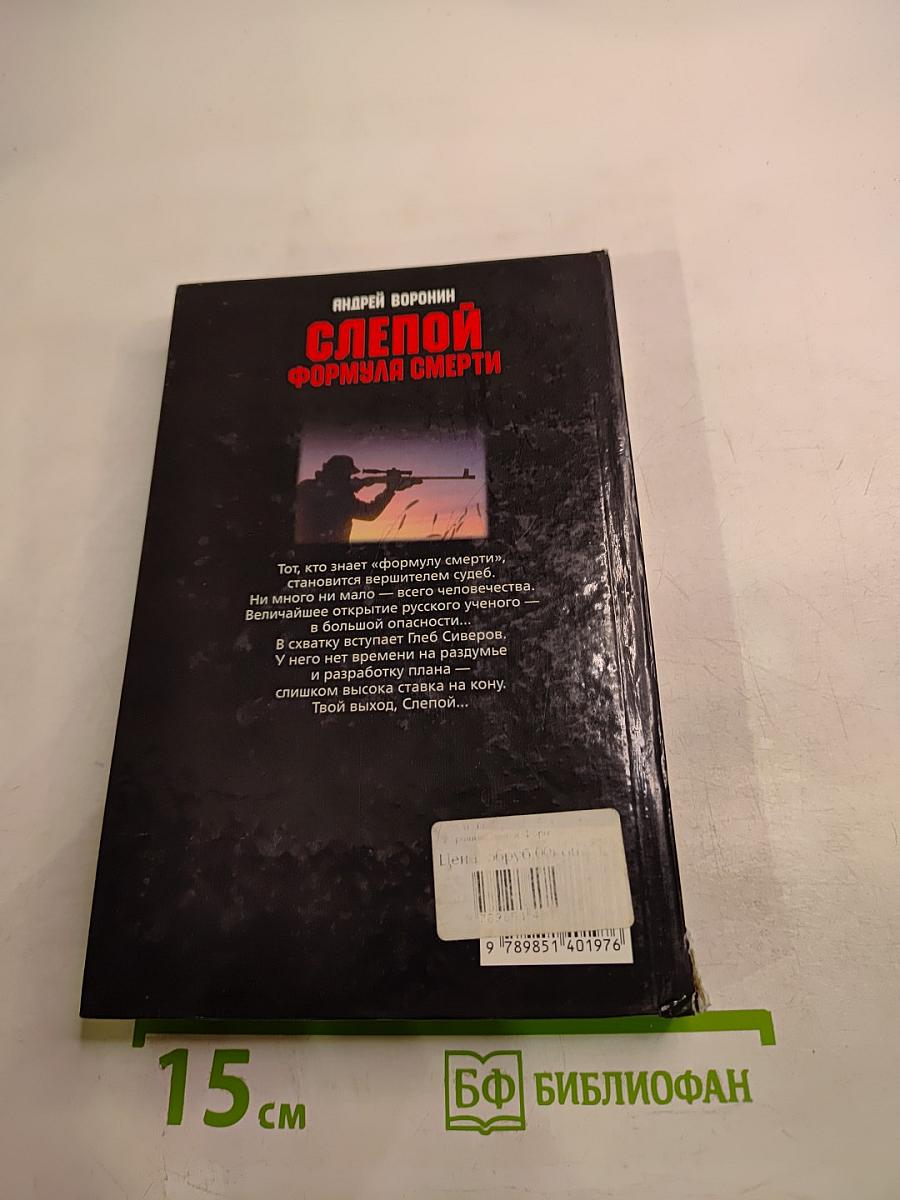 АНДРЕЙ ВОРОНИН
СЛЕПОЙ
ФОРМУЛА СМЕРТИ
Тот, кто знает «формулу смерти»,
становится вершителем судеб.
Ни много ни мало — всего человечества.
Величайшее открытие русского ученого —
в большой опасности...
В схватку вступает Глеб Сиверов.
У него нет времени на раздумье
и разработку плана —
слишком высока ставка на кону.
Твой выход, Слепой...
Цена
9 789851 401976
15 см
БФ БИБЛИОФАН